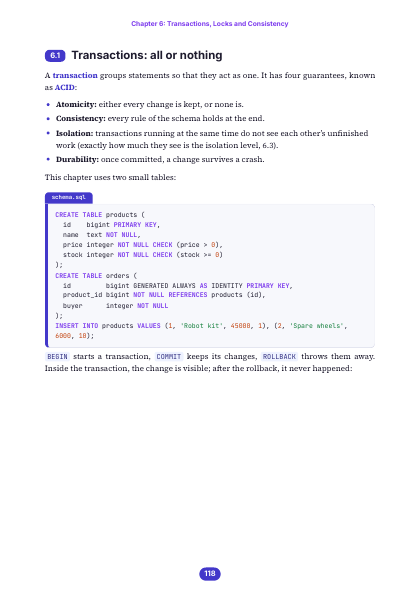 Chapter 6: Transactions, Locks and Consistency
6.1 Transactions: all or nothing
A transaction groups statements so that they act as one. It has four guarantees, known
as ACID:
• Atomicity: either every change is kept, or none is.
• Consistency: every rule of the schema holds at the end.
• Isolation: transactions running at the same time do not see each other's unfinished
work (exactly how much they see is the isolation level, 6.3).
• Durability: once committed, a change survives a crash.
This chapter uses two small tables:
schema.sql
CREATE TABLE products (
  id    bigint PRIMARY KEY,
  name  text NOT NULL,
  price integer NOT NULL CHECK (price > 0),
  stock integer NOT NULL CHECK (stock >= 0)
);
CREATE TABLE orders (
  id         bigint GENERATED ALWAYS AS IDENTITY PRIMARY KEY,
  product_id bigint NOT NULL REFERENCES products (id),
  buyer      integer NOT NULL
);
INSERT INTO products VALUES (1, 'Robot kit', 45000, 1), (2, 'Spare wheels',
6000, 10);
BEGIN starts a transaction, COMMIT keeps its changes, ROLLBACK throws them away.
Inside the transaction, the change is visible; after the rollback, it never happened:
118